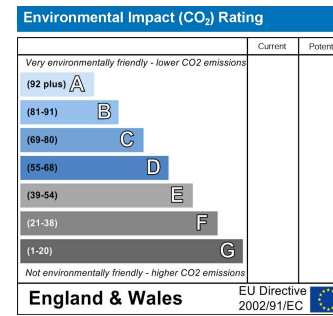 Environmental Impact (CO₂) Rating
Current
Very environmentally friendly - lower CO2 emissions
(92 plus) A
(81-91) B
(69-80) C
(55-68) D
(39-54) E
(21-38) F
(1-20) G
Not environmentally friendly - higher CO2 emissions
England & Wales
EU Directive
2002/91/EC